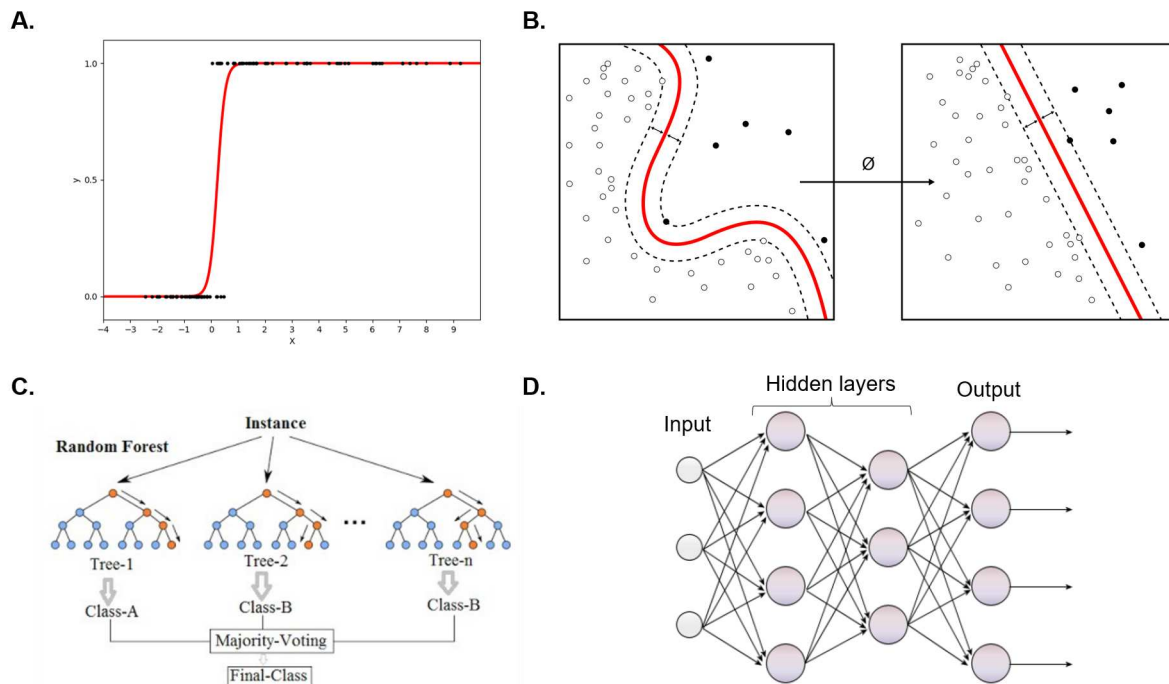 A.
1.0
0.5
0.0
y
−4 −3 −2 −1 0 1 2 3 4 5 6 7 8 9
X
B.
Ø
C.
Instance
Random Forest
...
Tree-1 Tree-2 Tree-n
Class-A Class-B Class-B
Majority-Voting
Final-Class
D.
Hidden layers
Input
Output